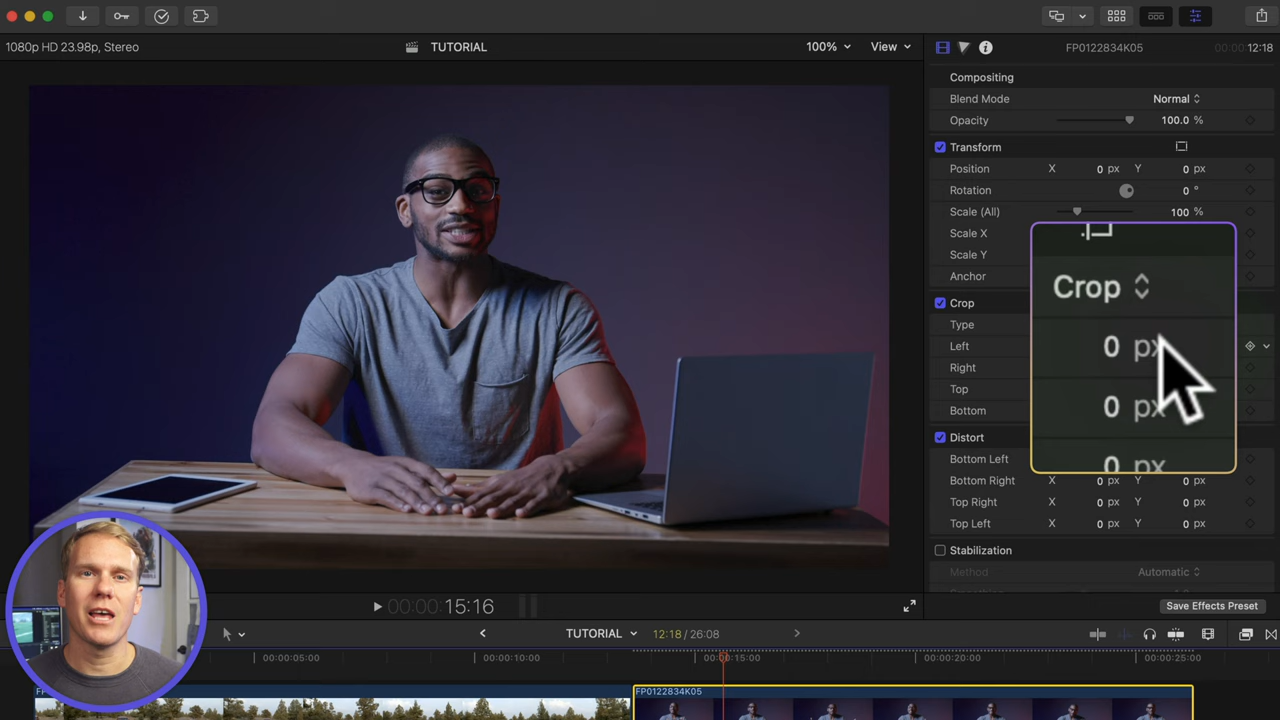 1080p HD 23.98p, Stereo
TUTORIAL
100%
View
FP0122834K05
00:00:12:18
Compositing
Blend Mode
Normal
Opacity
100.0 %
Transform
Position
X
0 px
Y
0 px
Rotation
0 °
Scale (All)
100 %
Scale X
Scale Y
Anchor
Crop
Type
Crop
Left
0 px
Right
0 px
Top
0 px
Bottom
Distort
Bottom Left
Bottom Right
X
0 px
Y
0 px
Top Right
X
0 px
Y
0 px
Top Left
X
0 px
Y
0 px
Stabilization
Method
Automatic
Save Effects Preset
00:00:15:16
TUTORIAL
12:18 / 26:08
00:00:05:00
00:00:10:00
00:00:15:00
00:00:20:00
00:00:25:00
FP0122834K05